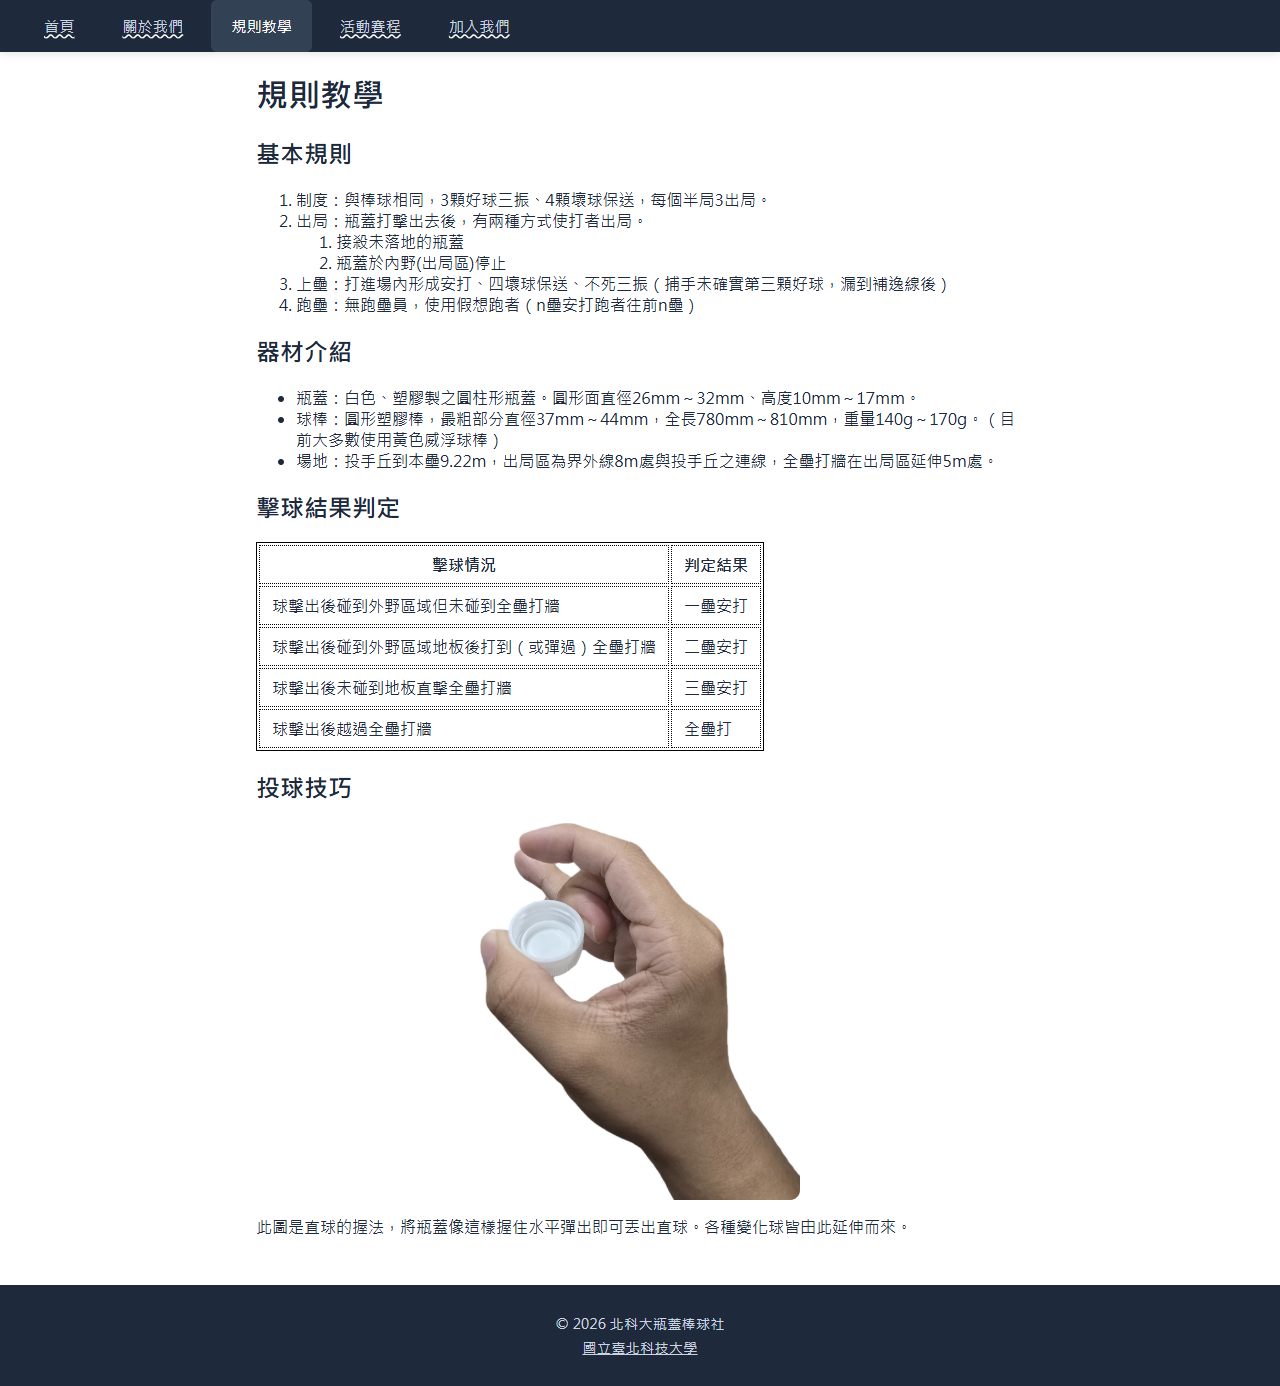 首頁 關於我們 規則教學 活動賽程 加入我們
規則教學
基本規則
1. 制度：與棒球相同，3顆好球三振、4顆壞球保送，每個半局3出局。
2. 出局：瓶蓋打擊出去後，有兩種方式使打者出局。
1. 接殺未落地的瓶蓋
2. 瓶蓋於內野(出局區)停止
3. 上壘：打進場內形成安打、四壞球保送、不死三振（捕手未確實第三顆好球，漏到補逸線後）
4. 跑壘：無跑壘員，使用假想跑者（n壘安打跑者往前n壘）
器材介紹
• 瓶蓋：白色、塑膠製之圓柱形瓶蓋。圓形面直徑26mm～32mm、高度10mm～17mm。
• 球棒：圓形塑膠棒，最粗部分直徑37mm～44mm，全長780mm～810mm，重量140g～170g。（目
前大多數使用黃色威浮球棒）
• 場地：投手丘到本壘9.22m，出局區為界外線8m處與投手丘之連線，全壘打牆在出局區延伸5m處。
擊球結果判定
擊球情況 判定結果
球擊出後碰到外野區域但未碰到全壘打牆 一壘安打
球擊出後碰到外野區域地板後打到（或彈過）全壘打牆 二壘安打
球擊出後未碰到地板直擊全壘打牆 三壘安打
球擊出後越過全壘打牆 全壘打
投球技巧
此圖是直球的握法，將瓶蓋像這樣握住水平彈出即可丟出直球。各種變化球皆由此延伸而來。
© 2026 北科大瓶蓋棒球社
國立臺北科技大學